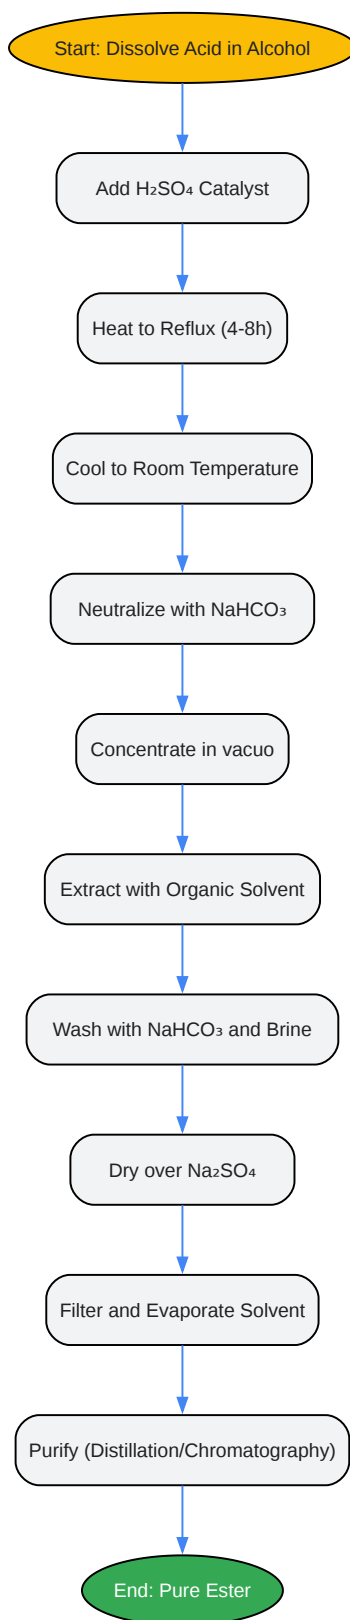 Start: Dissolve Acid in Alcohol
Add H₂SO₄ Catalyst
Heat to Reflux (4-8h)
Cool to Room Temperature
Neutralize with NaHCO₃
Concentrate in vacuo
Extract with Organic Solvent
Wash with NaHCO₃ and Brine
Dry over Na₂SO₄
Filter and Evaporate Solvent
Purify (Distillation/Chromatography)
End: Pure Ester